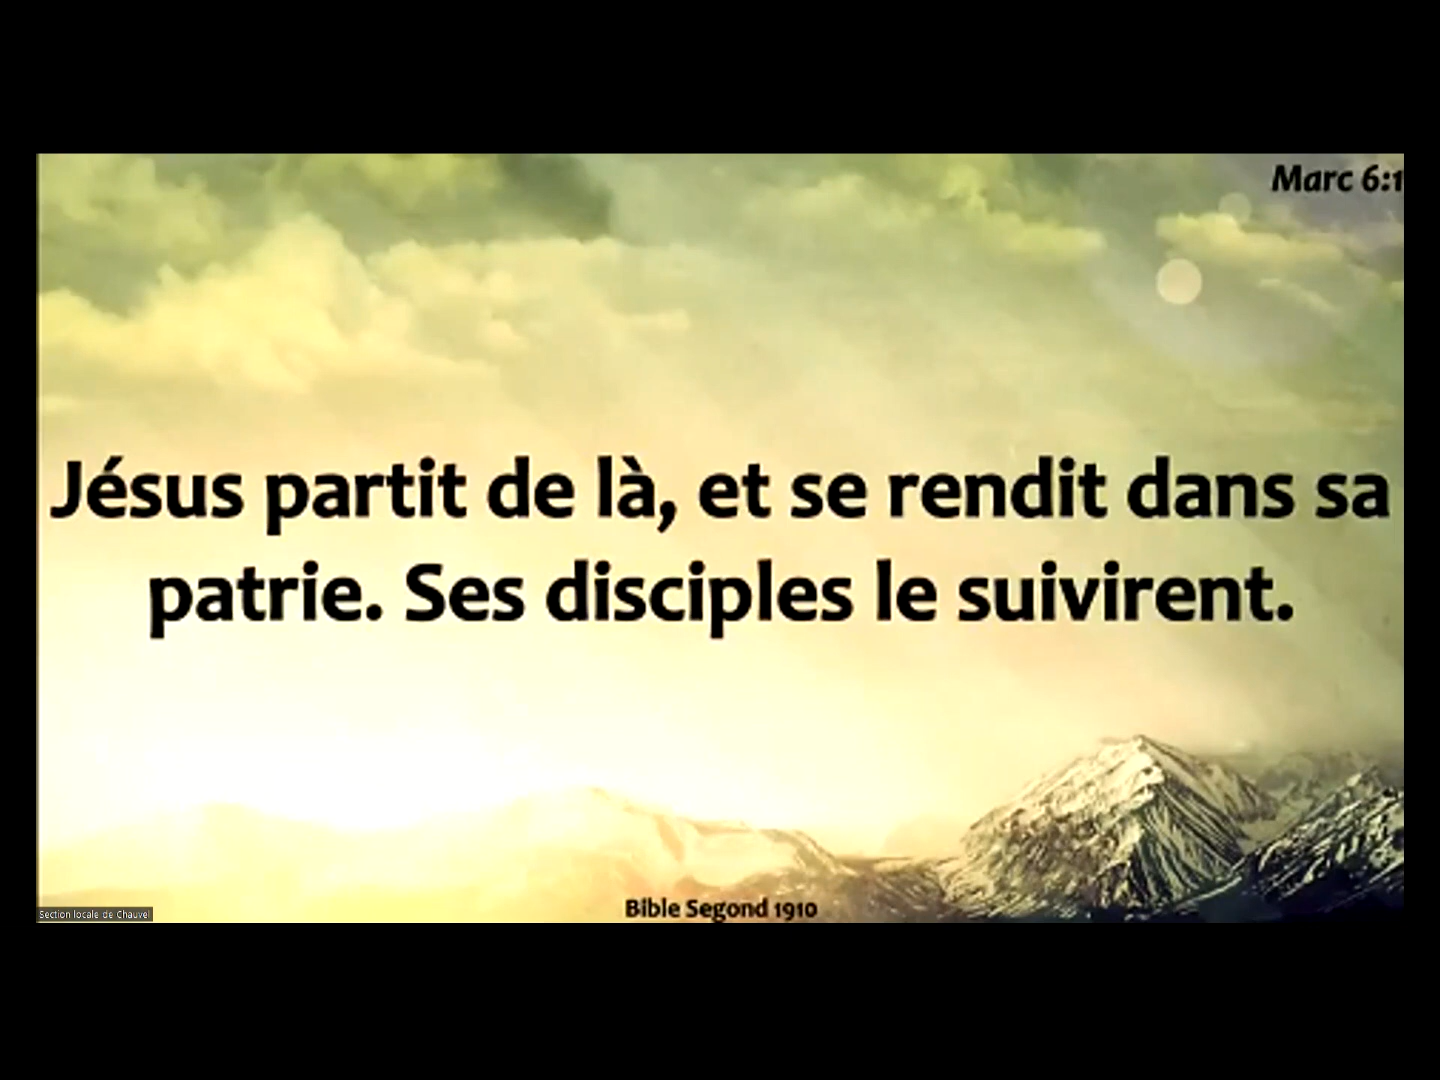 Marc 6:1
Jésus partit de là, et se rendit dans sa
patrie. Ses disciples le suivirent.
Bible Segond 1910
Section locale de Chauvel